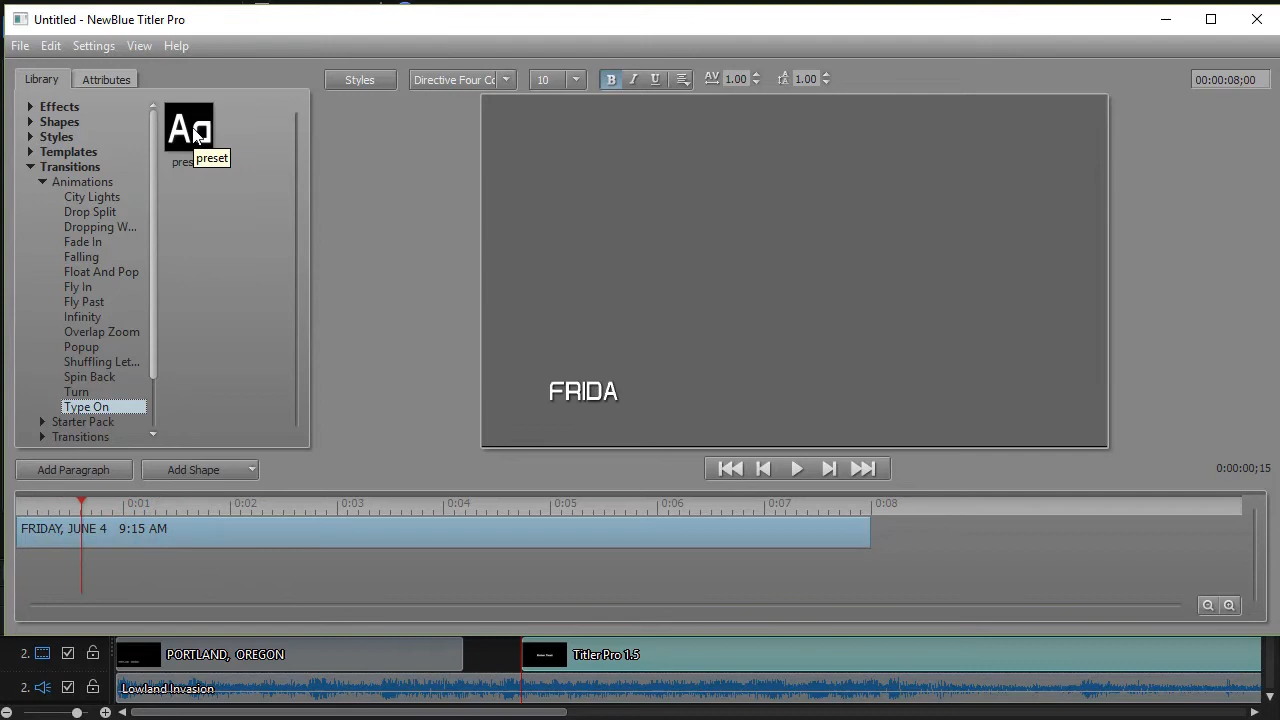 Untitled - NewBlue Titler Pro
File Edit Settings View Help
Library Attributes Styles Directive Four Co 10 B I U AV 1.00 A 1.00 00:00:08;00
Effects
Shapes
Styles
Templates
Transitions
Animations
City Lights
Drop Split
Dropping W...
Fade In
Falling
Float And Pop
Fly In
Fly Past
Infinity
Overlap Zoom
Popup
Shuffling Let...
Spin Back
Turn
Type On
Starter Pack
Transitions
Aa
pres
preset
FRIDA
Add Paragraph Add Shape 0:00:00;15
0:01 0:02 0:03 0:04 0:05 0:06 0:07 0:08
FRIDAY, JUNE 4 9:15 AM
2. PORTLAND, OREGON Titler Pro 1.5
2. Lowland Invasion